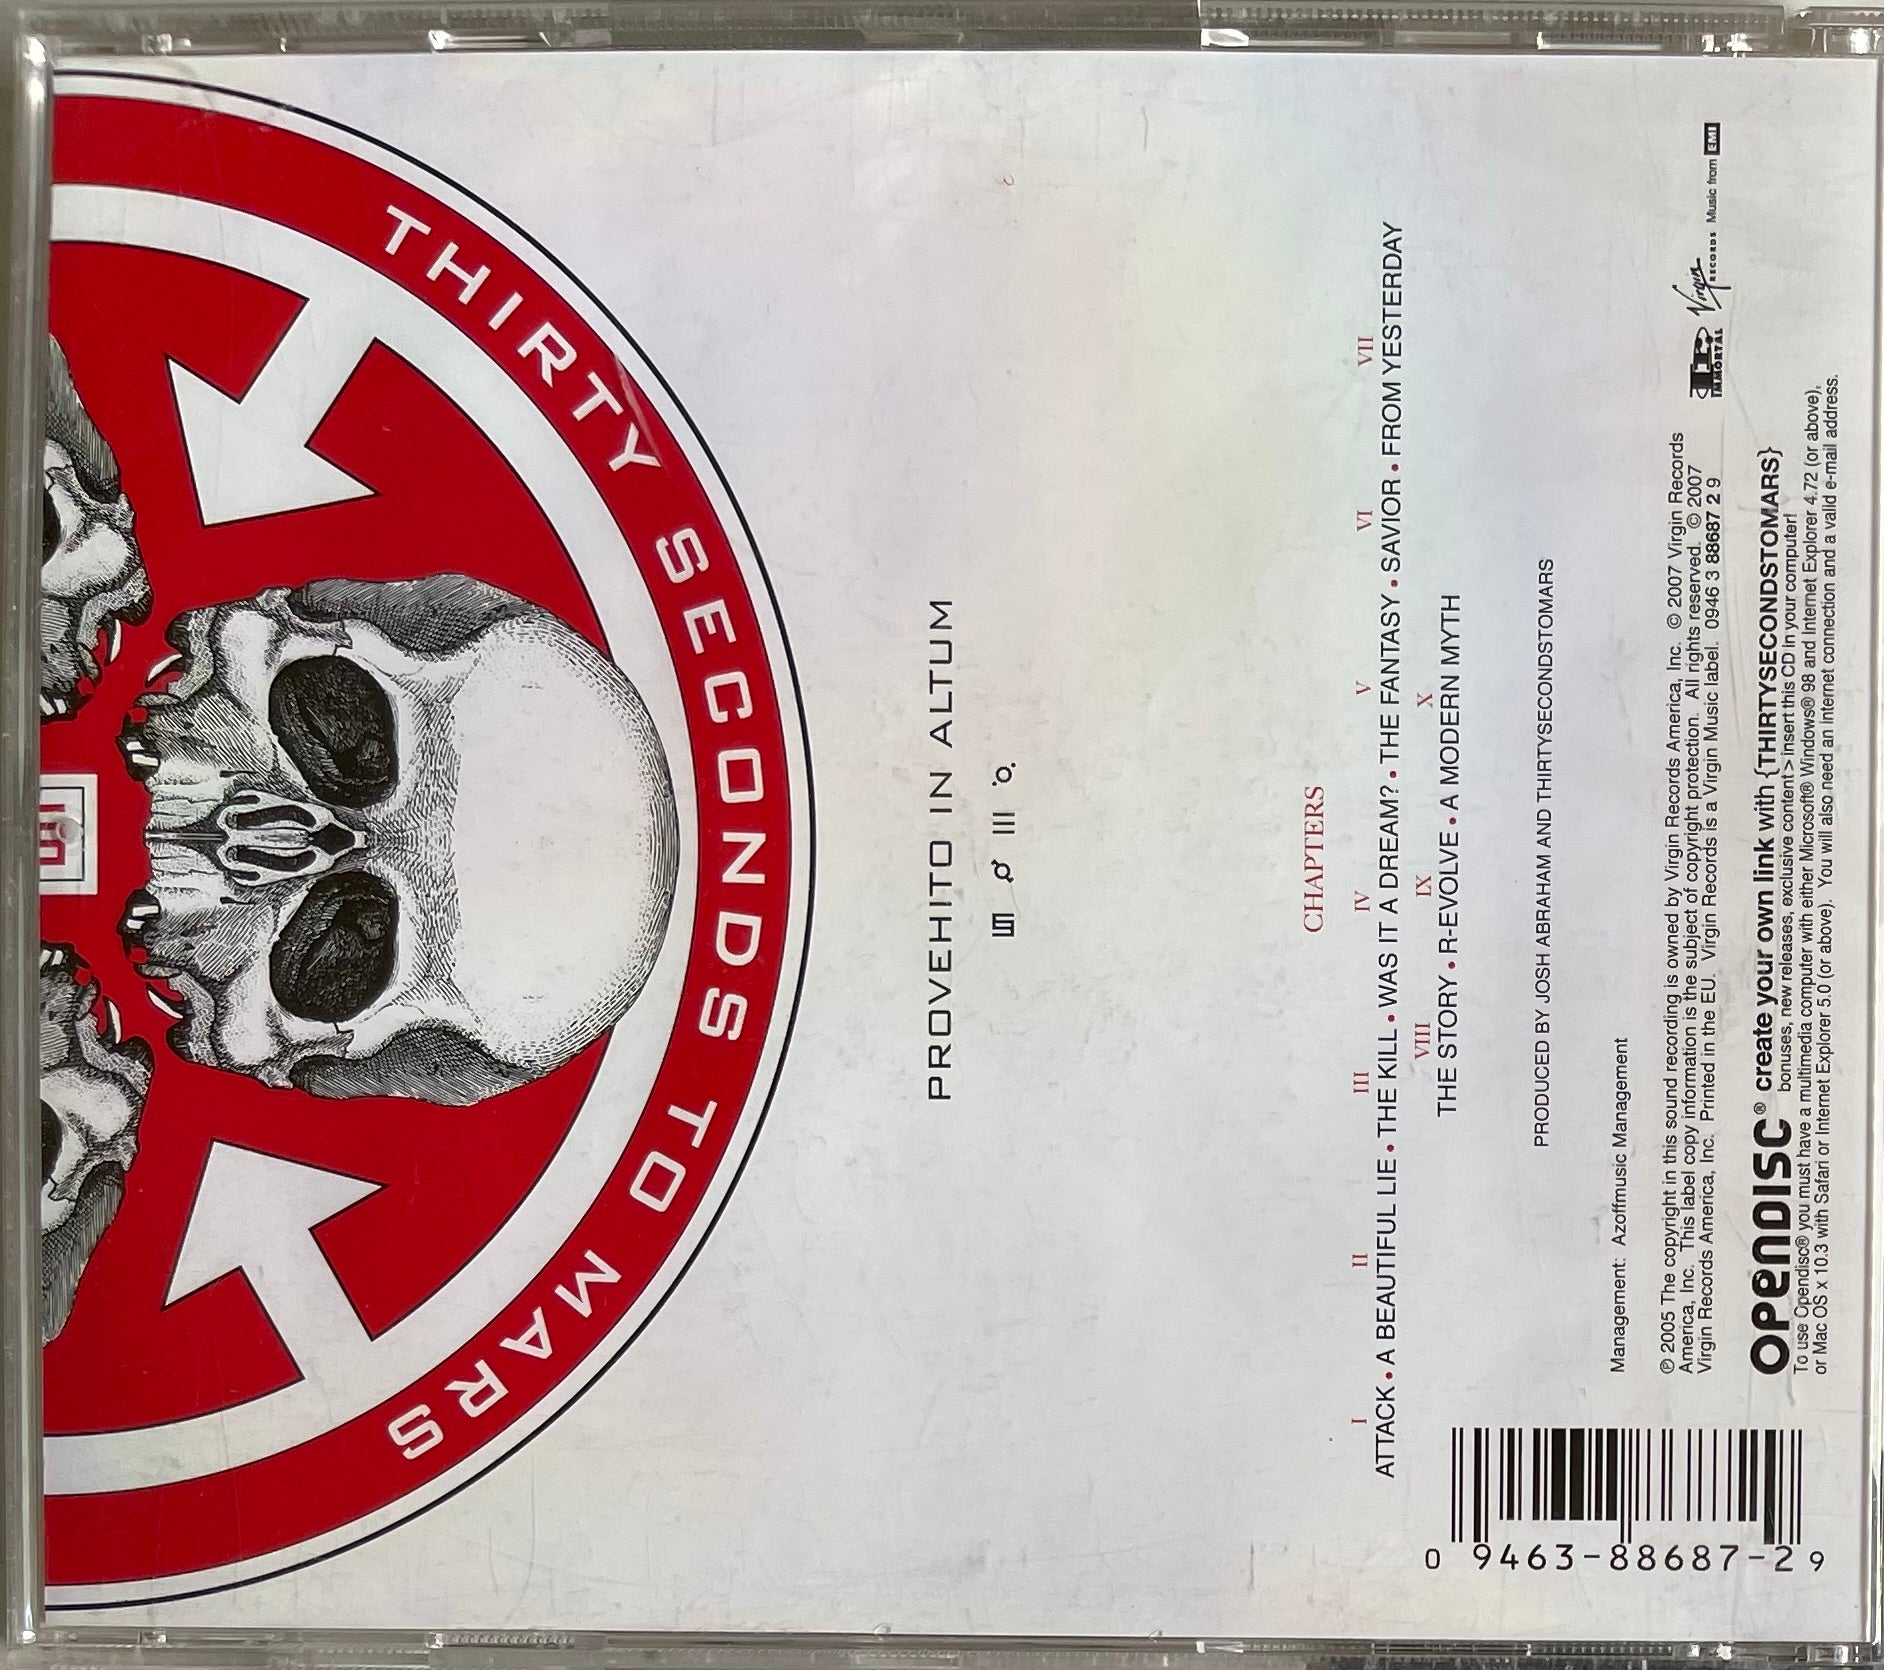 THIRTY SECONDS TO MARS
PROVEHITO IN ALTUM
CHAPTERS
I II III IV V VI VII
ATTACK • A BEAUTIFUL LIE • THE KILL • WAS IT A DREAM? • THE FANTASY • SAVIOR • FROM YESTERDAY
VIII IX X
THE STORY • R-EVOLVE • A MODERN MYTH
PRODUCED BY JOSH ABRAHAM AND THIRTYSECONDSTOMARS
Management: Azoffmusic Management
℗ 2005 The copyright in this sound recording is owned by Virgin Records America, Inc. © 2007 Virgin Records
America, Inc. This label copy information is the subject of copyright protection. All rights reserved. © 2007
Virgin Records America, Inc. Printed in the EU. Virgin Records is a Virgin Music label. 0946 3 88687 2 9
IMMORTAL
Virgin RECORDS
Music from EMI
OPENDISC® create your own link with {THIRTYSECONDSTOMARS}
bonuses, new releases, exclusive content > insert this CD in your computer!
To use Opendisc® you must have a multimedia computer with either Microsoft® Windows® 98 and Internet Explorer 4.72 (or above),
or Mac OS x 10.3 with Safari or Internet Explorer 5.0 (or above). You will also need an internet connection and a valid e-mail address.
0 9463-88687-2 9